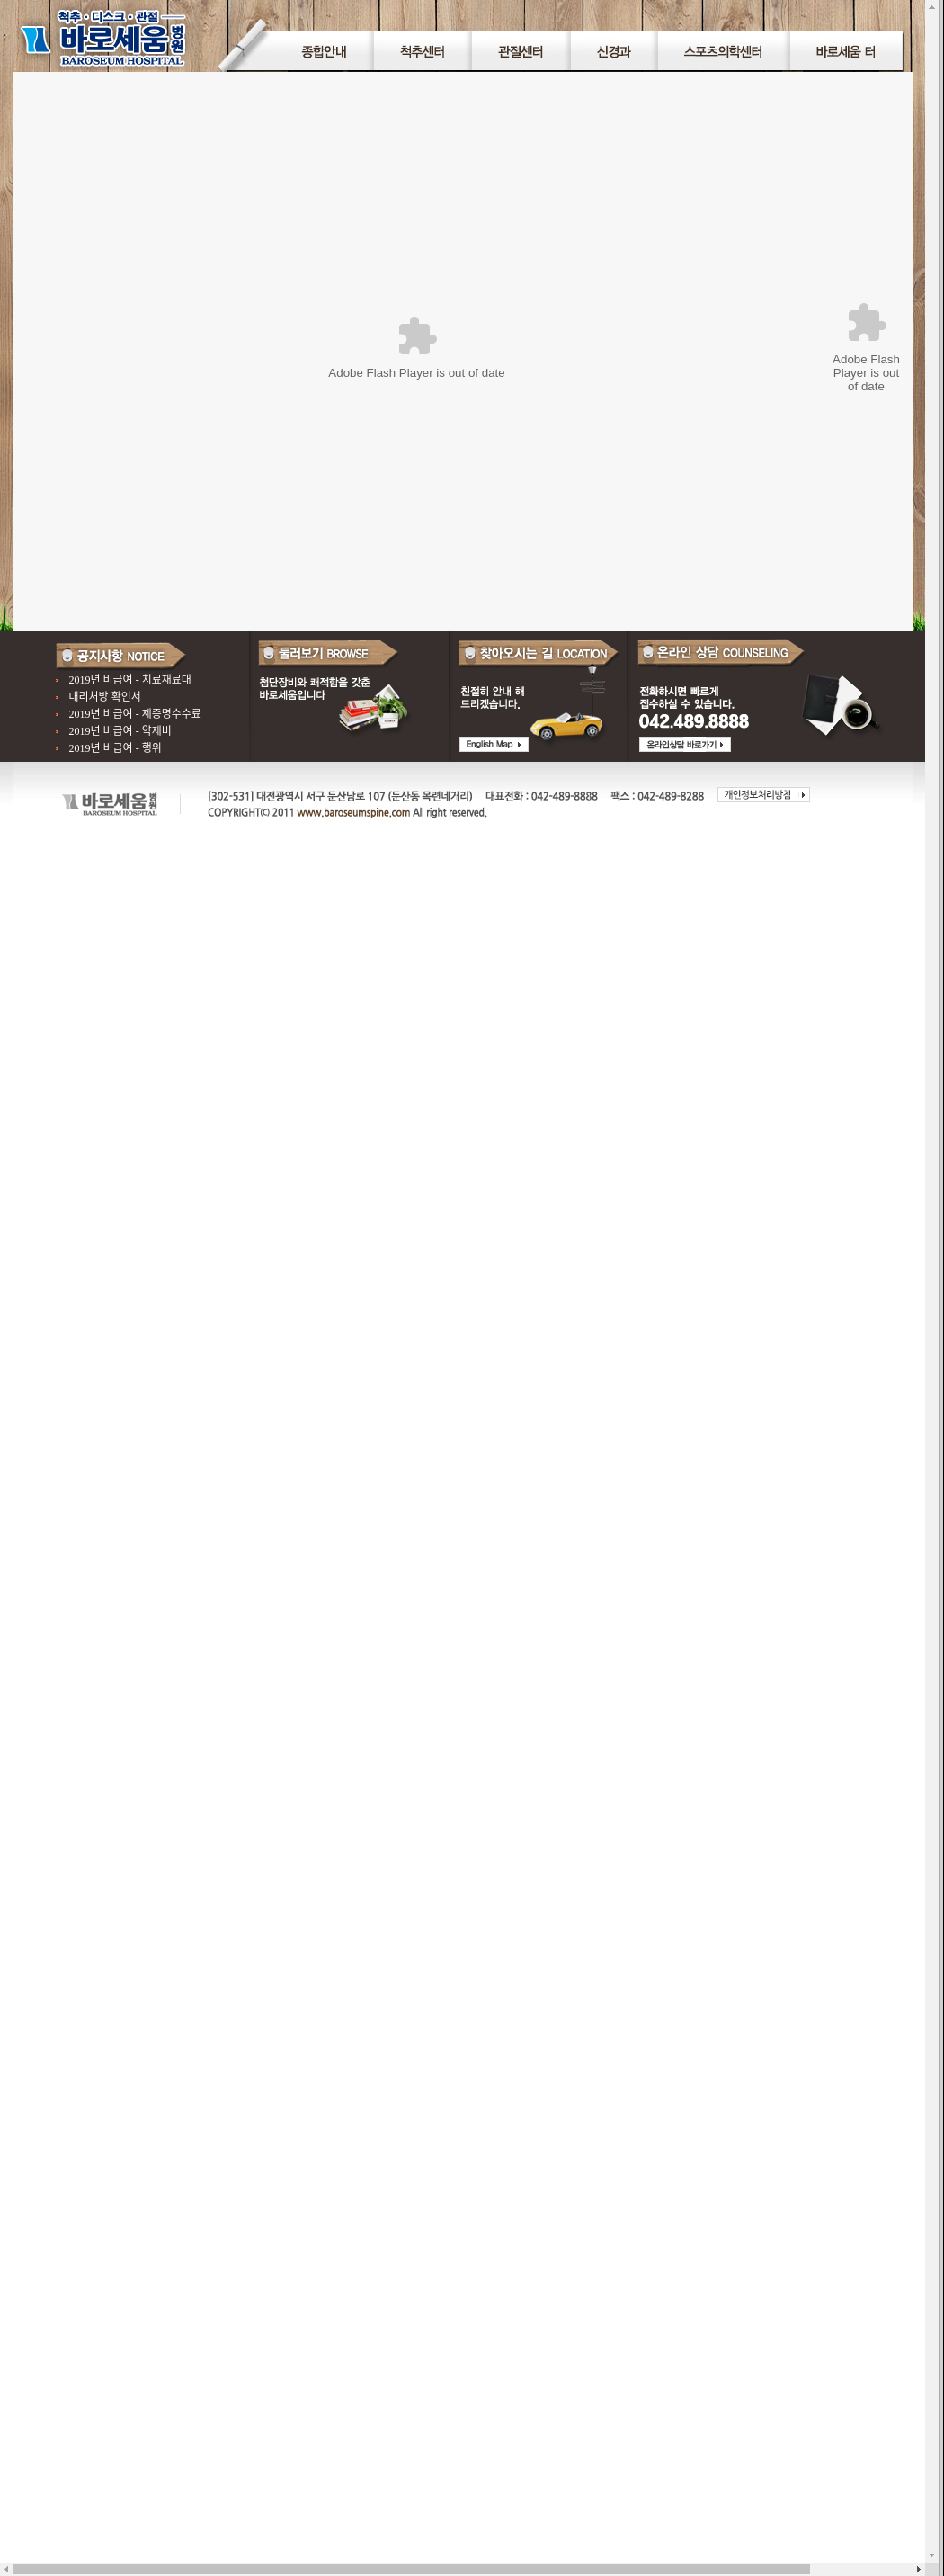 척추·디스크·관절
바로세움병원
BAROSEUM HOSPITAL
종합안내 척추센터 관절센터 신경과 스포츠의학센터 바로세움 터
Adobe Flash Player is out of date
Adobe Flash
Player is out
of date
공지사항 NOTICE
2019년 비급여 - 치료재료대
대리처방 확인서
2019년 비급여 - 제증명수수료
2019년 비급여 - 약제비
2019년 비급여 - 행위
둘러보기 BROWSE
첨단장비와 쾌적함을 갖춘
바로세움입니다
찾아오시는 길 LOCATION
친절히 안내 해
드리겠습니다.
English Map
온라인 상담 COUNSELING
전화하시면 빠르게
접수하실 수 있습니다.
042.489.8888
온라인상담 바로가기
바로세움병원
BAROSEUM HOSPITAL
[302-531] 대전광역시 서구 둔산남로 107 (둔산동 목련네거리) 대표전화 : 042-489-8888 팩스 : 042-489-8288 개인정보처리방침
COPYRIGHT(C) 2011 www.baroseumspine.com All right reserved.